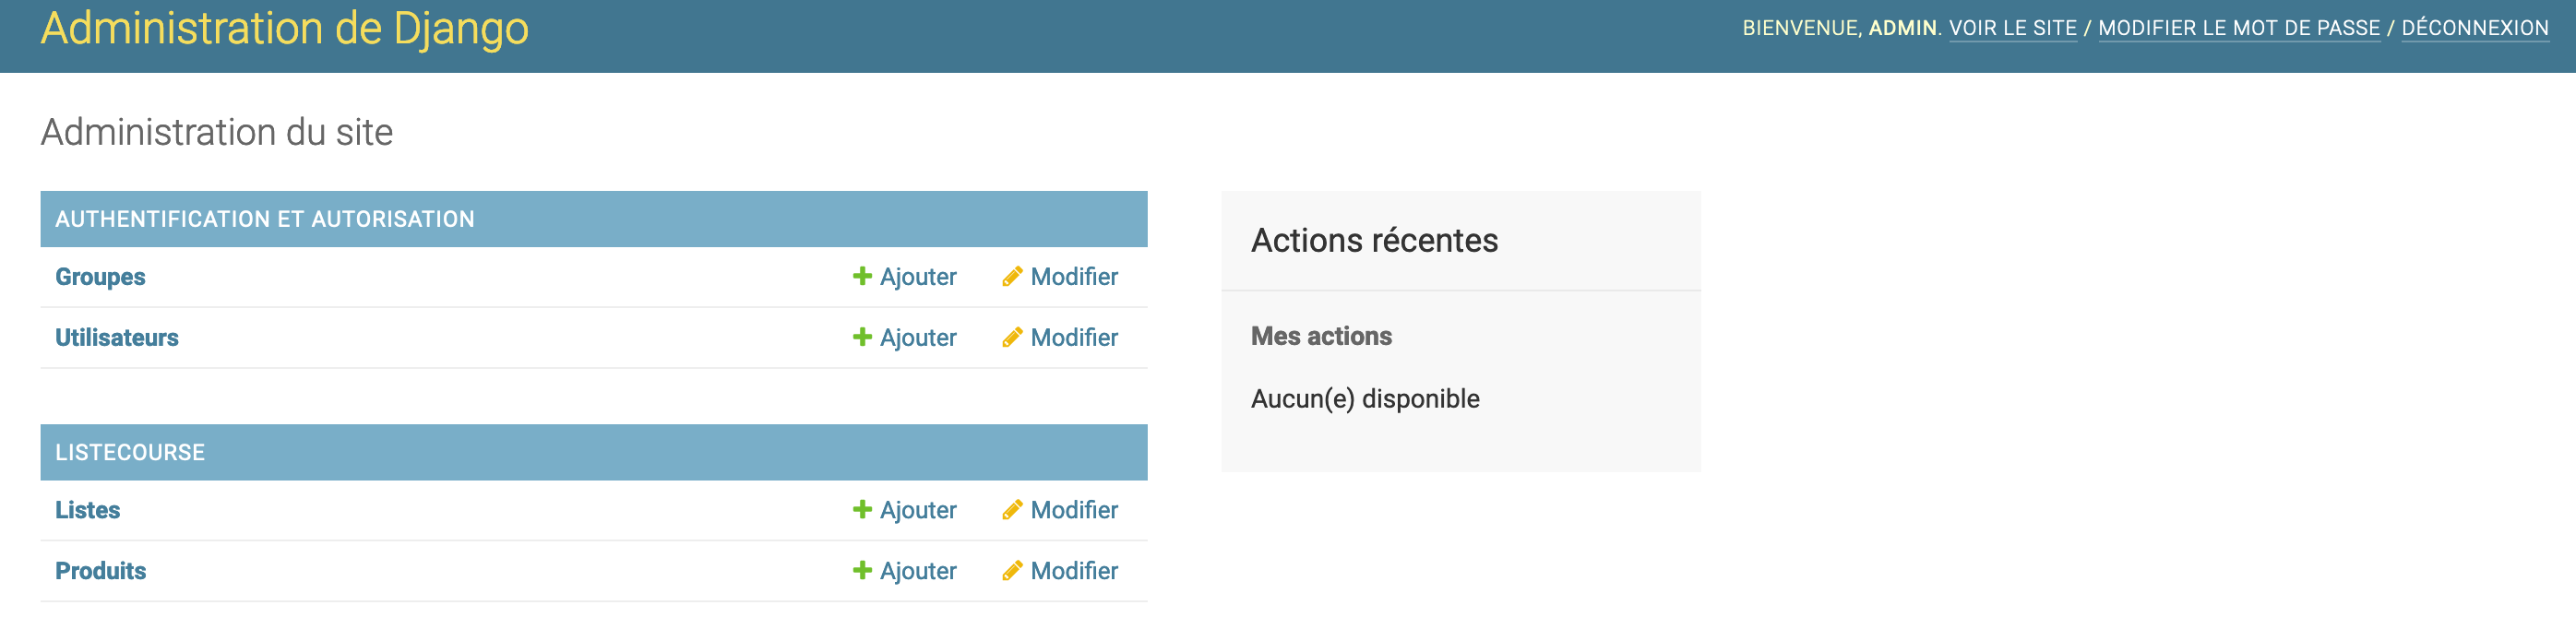 Administration de Django
BIENVENUE, ADMIN. VOIR LE SITE / MODIFIER LE MOT DE PASSE / DÉCONNEXION
Administration du site
AUTHENTIFICATION ET AUTORISATION
Groupes Ajouter Modifier
Utilisateurs Ajouter Modifier
LISTECOURSE
Listes Ajouter Modifier
Produits Ajouter Modifier
Actions récentes
Mes actions
Aucun(e) disponible